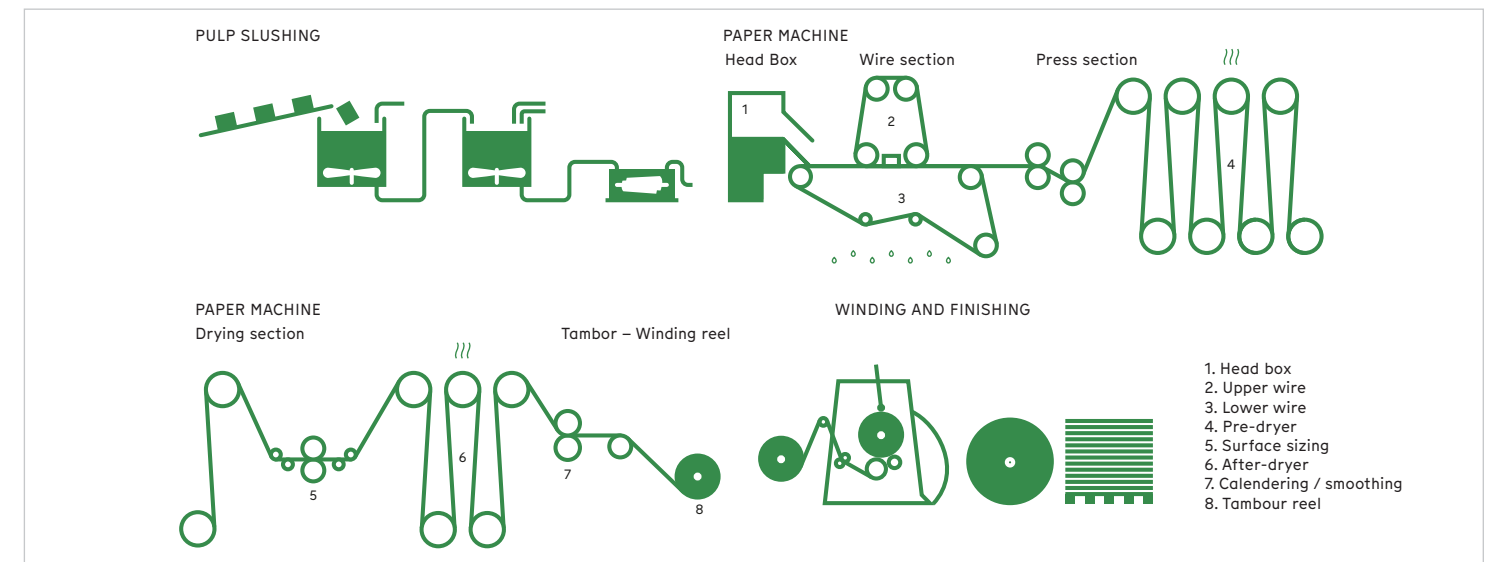 PULP SLUSHING
PAPER MACHINE
Head Box
Wire section
Press section
1
2
3
4
PAPER MACHINE
Drying section
Tambor – Winding reel
5
6
7
8
WINDING AND FINISHING
1. Head box
2. Upper wire
3. Lower wire
4. Pre-dryer
5. Surface sizing
6. After-dryer
7. Calendering / smoothing
8. Tambour reel